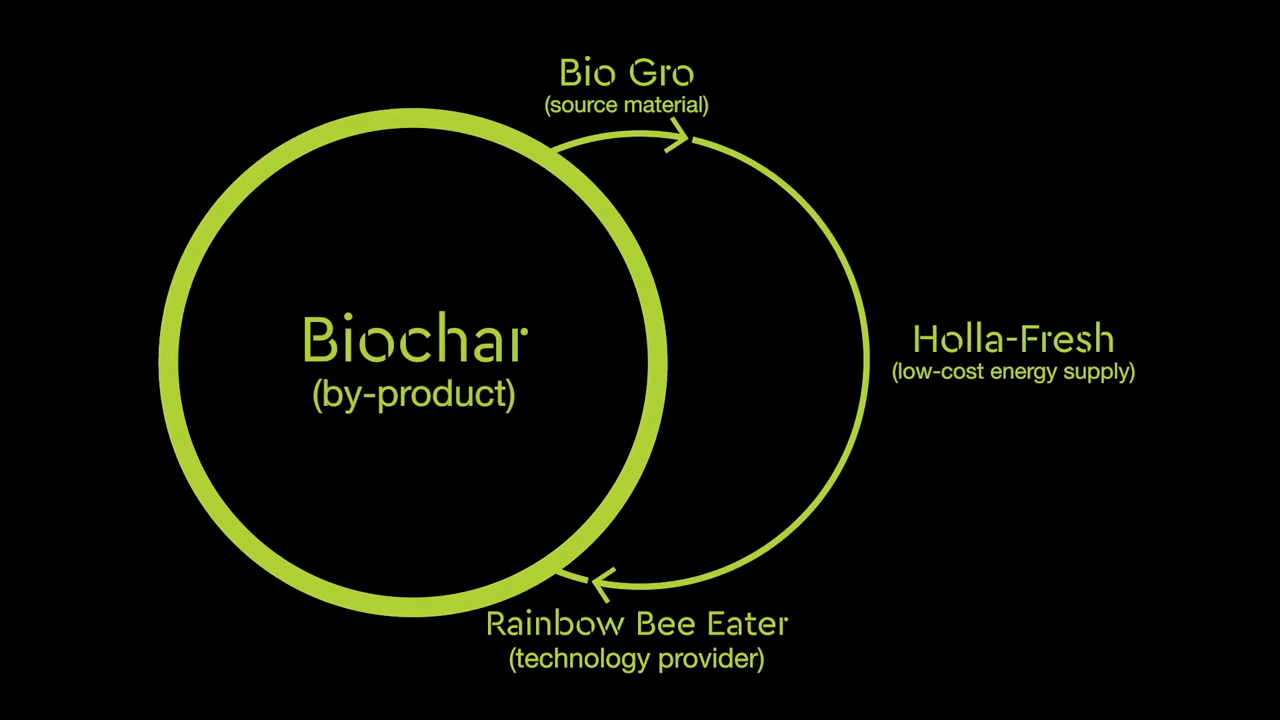 Bio Gro
(source material)
Biochar
(by-product)
Holla-Fresh
(low-cost energy supply)
Rainbow Bee Eater
(technology provider)